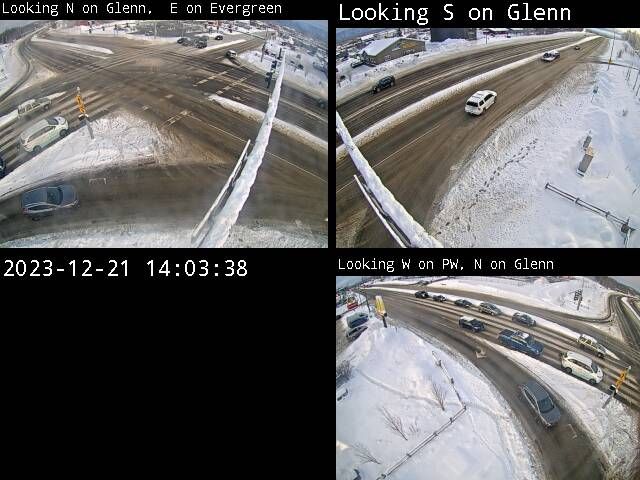 Looking N on Glenn,  E on Evergreen
Looking S on Glenn
2023-12-21 14:03:38
Looking W on PW, N on Glenn